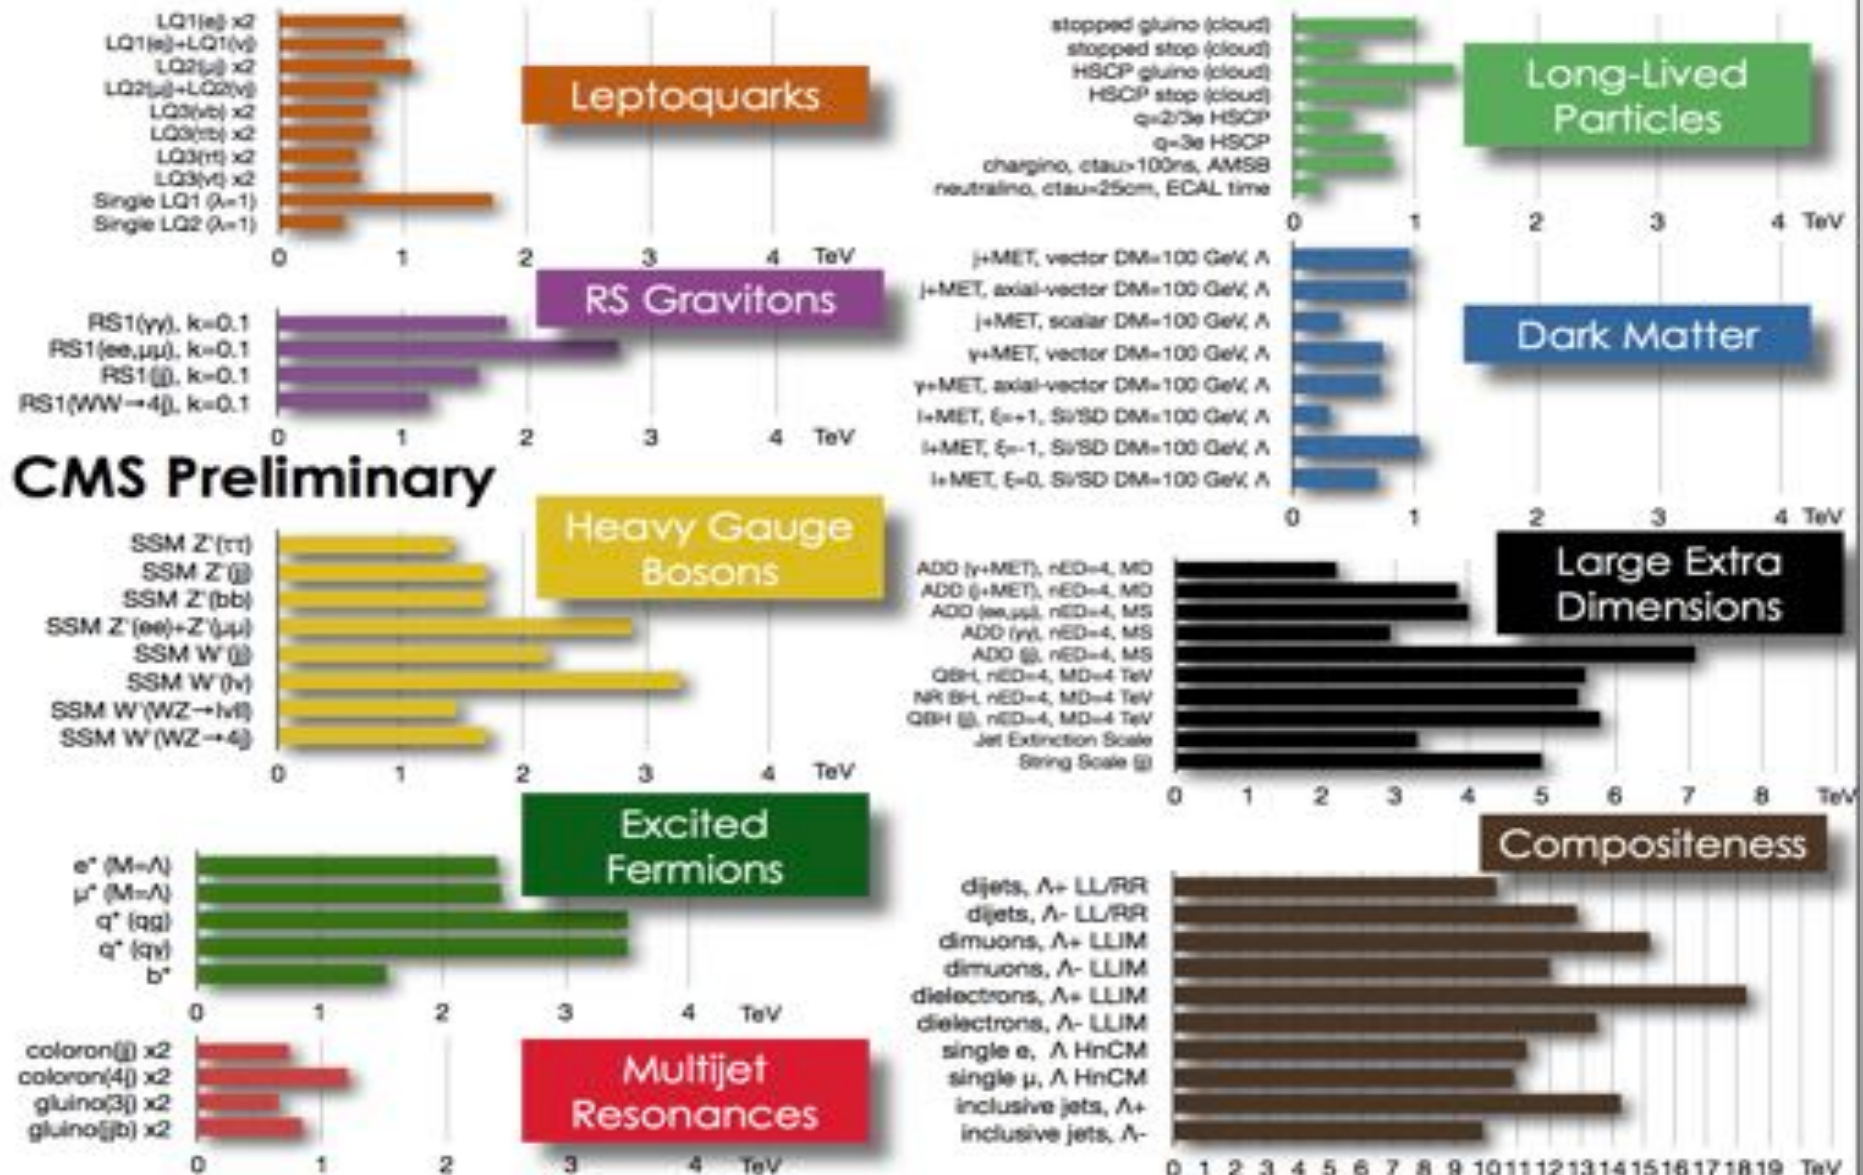 LQ1(ej) x2
LQ1(ej)+LQ1(νj)
LQ2(μj) x2
LQ2(μj)+LQ2(νj)
LQ3(νb) x2
LQ3(τb) x2
LQ3(τt) x2
LQ3(νt) x2
Single LQ1 (λ=1)
Single LQ2 (λ=1)
0 1 2 3 4 TeV
Leptoquarks
RS Gravitons
RS1(γγ), k=0.1
RS1(ee,μμ), k=0.1
RS1(jj), k=0.1
RS1(WW→4j), k=0.1
0 1 2 3 4 TeV
CMS Preliminary
Heavy Gauge
Bosons
SSM Z'(ττ)
SSM Z'(jj)
SSM Z'(bb)
SSM Z'(ee)+Z'(μμ)
SSM W'(jj)
SSM W'(lν)
SSM W'(WZ→lνll)
SSM W'(WZ→4j)
0 1 2 3 4 TeV
Excited
Fermions
e* (M=Λ)
μ* (M=Λ)
q* (qg)
q* (qγ)
b*
0 1 2 3 4 TeV
coloron(jj) x2
coloron(4j) x2
gluino(3j) x2
gluino(jjb) x2
0 1 2 3 4 TeV
Multijet
Resonances
stopped gluino (cloud)
stopped stop (cloud)
HSCP gluino (cloud)
HSCP stop (cloud)
q=2/3e HSCP
q=3e HSCP
chargino, ctau>100ns, AMSB
neutralino, ctau=25cm, ECAL time
0 1 2 3 4 TeV
Long-Lived
Particles
j+MET, vector DM=100 GeV, Λ
j+MET, axial-vector DM=100 GeV, Λ
j+MET, scalar DM=100 GeV, Λ
γ+MET, vector DM=100 GeV, Λ
γ+MET, axial-vector DM=100 GeV, Λ
l+MET, ξ=+1, SI/SD DM=100 GeV, Λ
l+MET, ξ=-1, SI/SD DM=100 GeV, Λ
l+MET, ξ=0, SI/SD DM=100 GeV, Λ
0 1 2 3 4 TeV
Dark Matter
Large Extra
Dimensions
ADD (γ+MET), nED=4, MD
ADD (j+MET), nED=4, MD
ADD (ee,μμ), nED=4, MS
ADD (γγ), nED=4, MS
ADD (jj), nED=4, MS
QBH, nED=4, MD=4 TeV
NR BH, nED=4, MD=4 TeV
QBH (jj), nED=4, MD=4 TeV
Jet Extinction Scale
String Scale (jj)
0 1 2 3 4 5 6 7 8 TeV
Compositeness
dijets, Λ+ LL/RR
dijets, Λ- LL/RR
dimuons, Λ+ LLIM
dimuons, Λ- LLIM
dielectrons, Λ+ LLIM
dielectrons, Λ- LLIM
single e, Λ HnCM
single μ, Λ HnCM
inclusive jets, Λ+
inclusive jets, Λ-
0 1 2 3 4 5 6 7 8 9 10 11 12 13 14 15 16 17 18 19 TeV